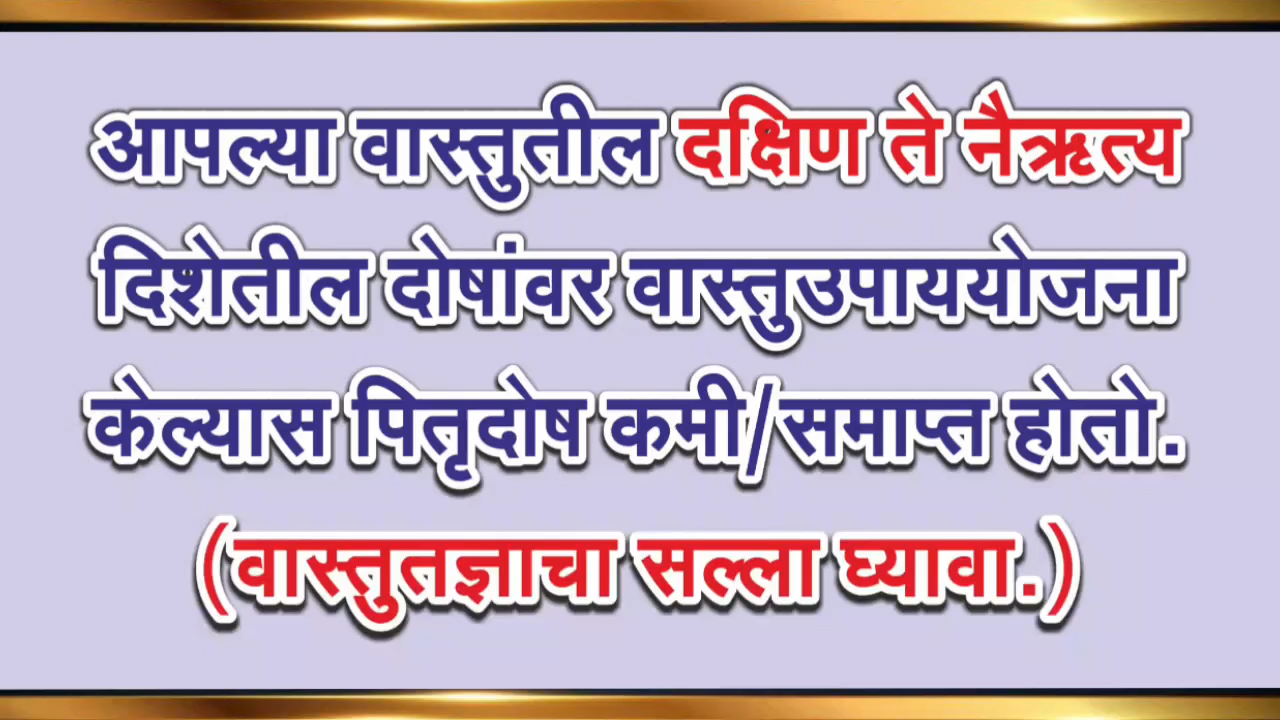 आपल्या वास्तुतील दक्षिण ते नैऋत्य
दिशेतील दोषांवर वास्तुउपाययोजना
केल्यास पितृदोष कमी/समाप्त होतो.
(वास्तुतज्ञाचा सल्ला घ्यावा.)